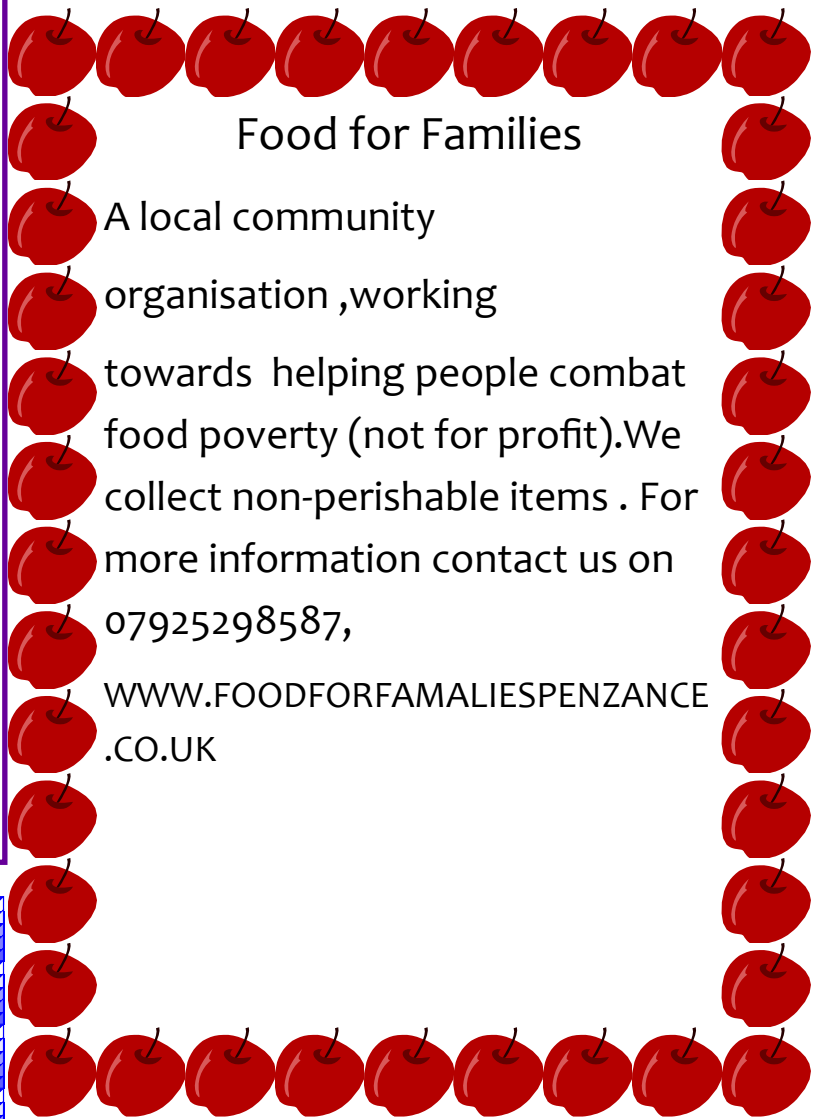 Food for Families
A local community
organisation ,working
towards  helping people combat
food poverty (not for profit).We
collect non-perishable items . For
more information contact us on
07925298587,
WWW.FOODFORFAMALIESPENZANCE
.CO.UK